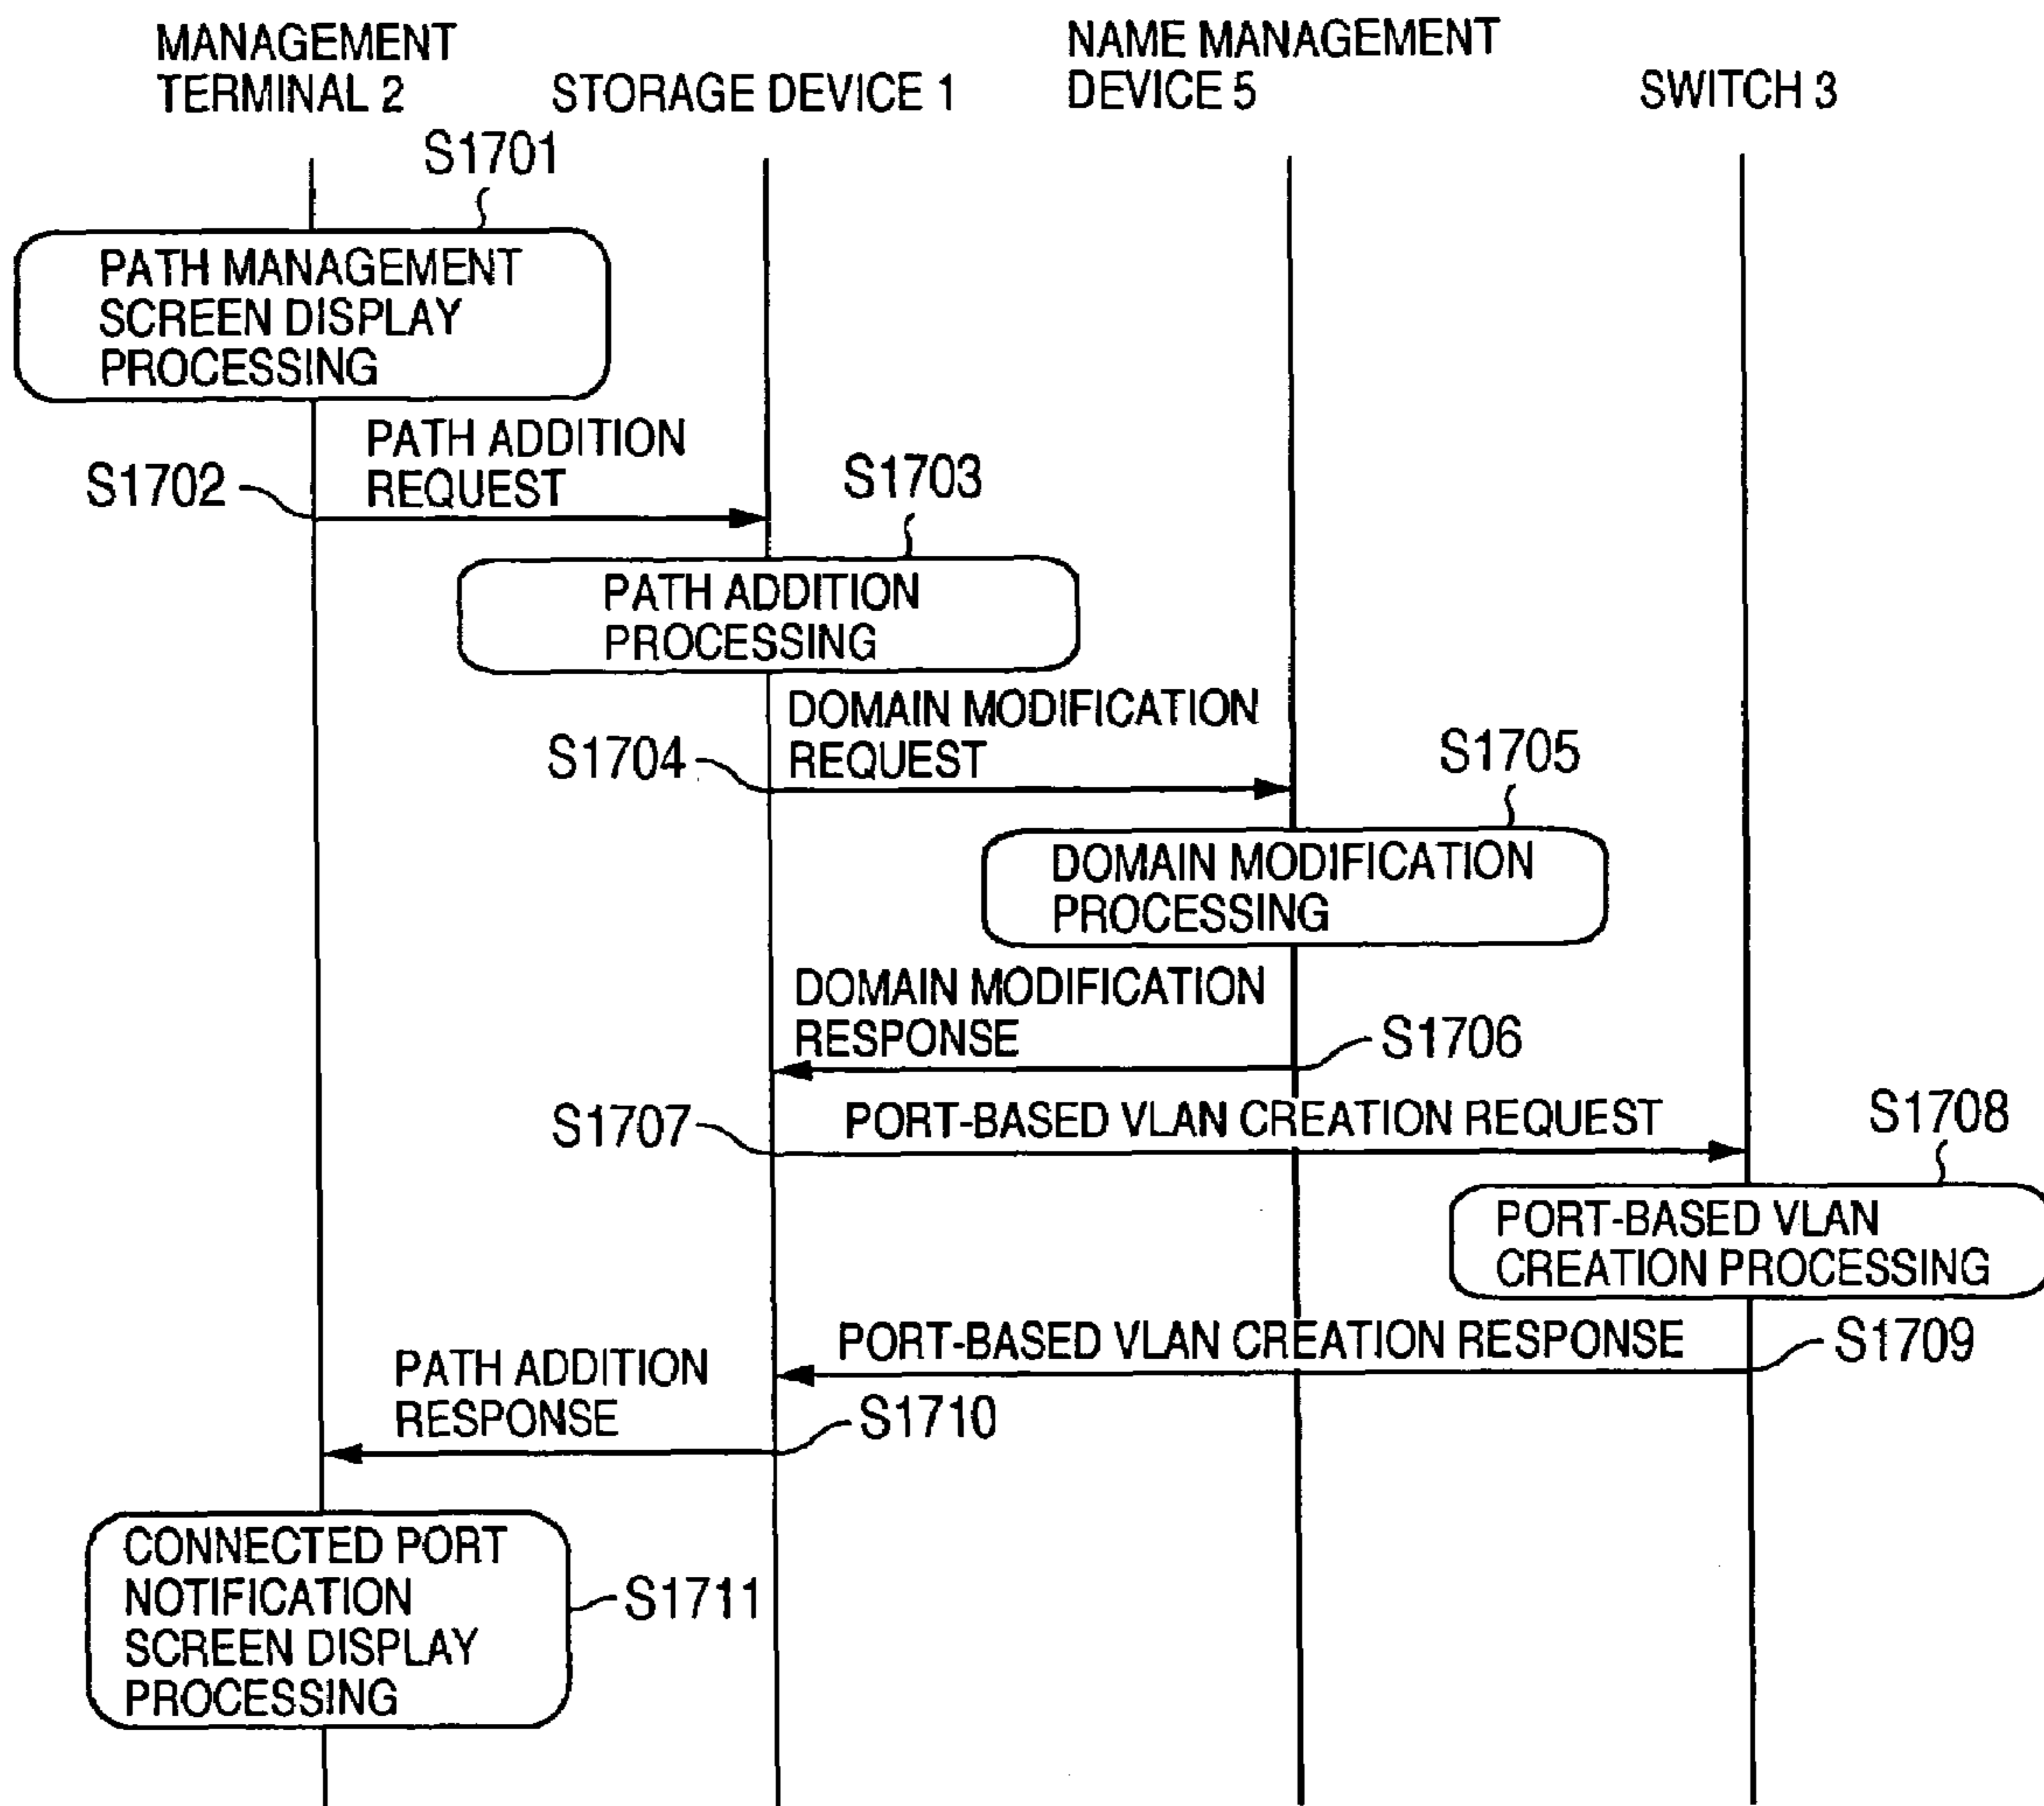 MANAGEMENT
TERMINAL 2
STORAGE DEVICE 1
NAME MANAGEMENT
DEVICE 5
SWITCH 3
S1701
PATH MANAGEMENT
SCREEN DISPLAY
PROCESSING
PATH ADDITION
REQUEST
S1702
S1703
PATH ADDITION
PROCESSING
DOMAIN MODIFICATION
REQUEST
S1704
S1705
DOMAIN MODIFICATION
PROCESSING
DOMAIN MODIFICATION
RESPONSE
S1706
S1707
PORT-BASED VLAN CREATION REQUEST
S1708
PORT-BASED VLAN
CREATION PROCESSING
PORT-BASED VLAN CREATION RESPONSE
S1709
PATH ADDITION
RESPONSE
S1710
CONNECTED PORT
NOTIFICATION
SCREEN DISPLAY
PROCESSING
S1711